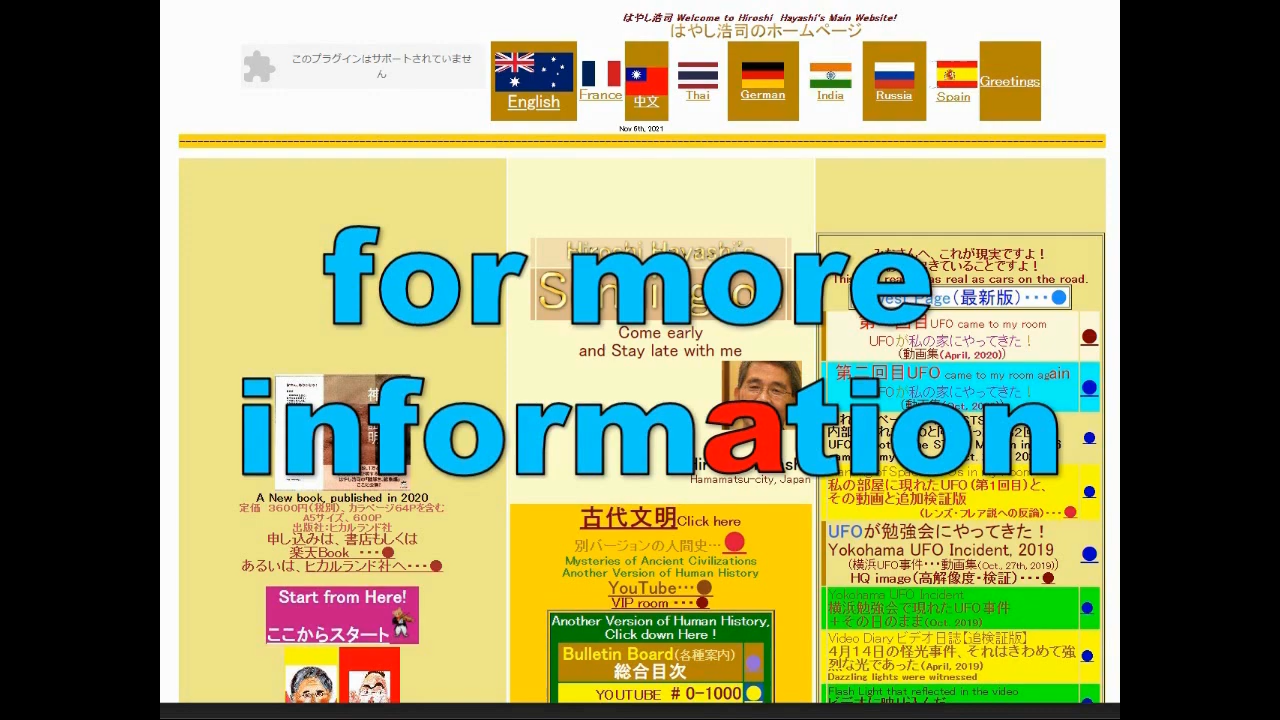 はやし浩司 Welcome to Hiroshi Hayashi's Main Website!
はやし浩司のホームページ
このプラグインはサポートされていません
English
France
中文
Thai
German
India
Russia
Spain
Greetings
Nov 6th, 2021
for more
information
A New book, published in 2020
定価 3600円(税別)、カラページ64Pを含む
A5サイズ、600P
出版社:ヒカルランド社
申し込みは、書店もしくは
楽天Book ・・・●
あるいは、ヒカルランド社へ・・・●
Start from Here!
ここからスタート
Come early
and Stay late with me
Hamamatsu-city, Japan
古代文明Click here
別バージョンの人間史…●
Mysteries of Ancient Civilizations
Another Version of Human History
YouTube・・・●
VIP room ・・・●
Another Version of Human History,
Click down Here !
Bulletin Board(各種案内)
総合目次
YOUTUBE # 0-1000
みなさんへ、これが現実ですよ!
きていることですよ!
as real as cars on the road.
Page(最新版)・・・●
UFO came to my room
UFOが私の家にやってきた!
(動画集(April, 2020))
第二回目UFO came to my room again
UFOが私の家にやってきた!
私の部屋に現れたUFO(第1回目)と、
その動画と追加検証版
(レンズ・フレア説への反論)・・・●
UFOが勉強会にやってきた!
Yokohama UFO Incident, 2019
(横浜UFO事件・・・動画集(Oct., 27th, 2019))
HQ image(高解像度・検証)・・・●
Yokohama UFO Incident
横浜勉強会で現れたUFO事件
+その日のまま(Oct. 2019)
Video Diary ビデオ日誌【追検証版】
4月14日の怪光事件、それはきわめて強
烈な光であった(April, 2019)
Dazzling lights were witnessed
Flash Light that reflected in the video